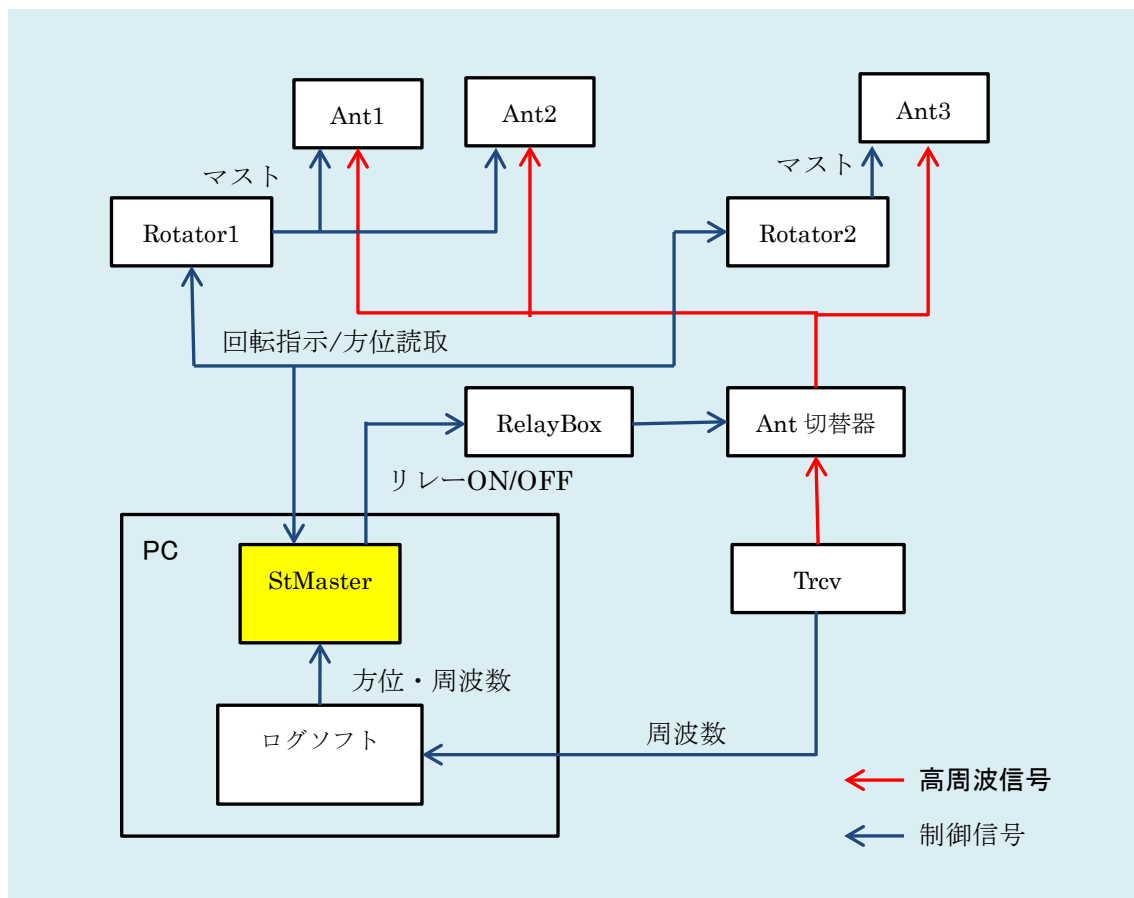 Ant1
Ant2
Ant3
マスト
マスト
Rotator1
Rotator2
回転指示/方位読取
RelayBox
Ant 切替器
リレーON/OFF
PC
StMaster
Trcv
方位・周波数
ログソフト
周波数
高周波信号
制御信号